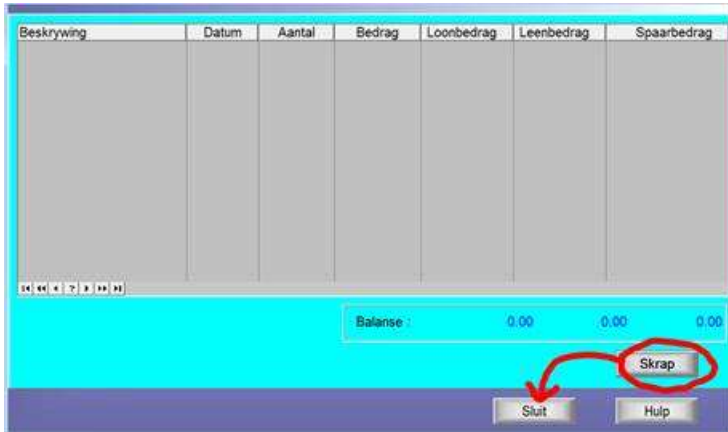 Beskrywing Datum Aantal Bedrag Loonbedrag Leenbedrag Spaarbedrag
?
Balanse : 0.00 0.00 0.00
Skrap
Sluit Hulp